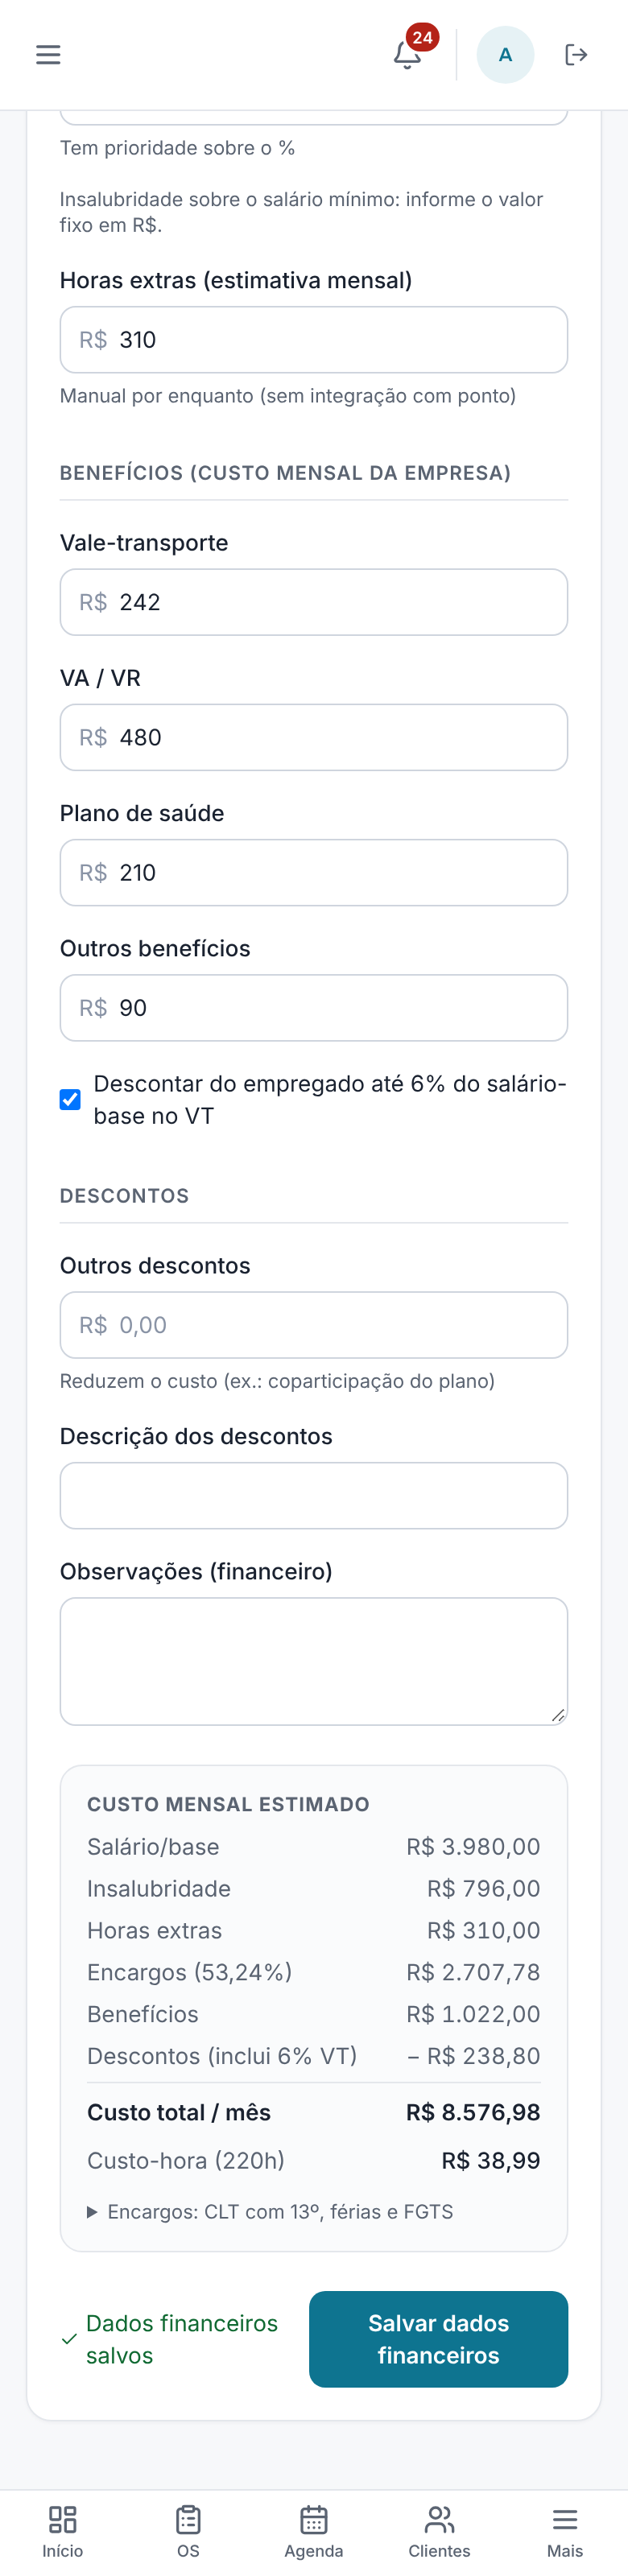 24
A
Tem prioridade sobre o %
Insalubridade sobre o salário mínimo: informe o valor
fixo em R$.
Horas extras (estimativa mensal)
R$ 310
Manual por enquanto (sem integração com ponto)
BENEFÍCIOS (CUSTO MENSAL DA EMPRESA)
Vale-transporte
R$ 242
VA / VR
R$ 480
Plano de saúde
R$ 210
Outros benefícios
R$ 90
Descontar do empregado até 6% do salário-
base no VT
DESCONTOS
Outros descontos
R$ 0,00
Reduzem o custo (ex.: coparticipação do plano)
Descrição dos descontos
Observações (financeiro)
CUSTO MENSAL ESTIMADO
Salário/base R$ 3.980,00
Insalubridade R$ 796,00
Horas extras R$ 310,00
Encargos (53,24%) R$ 2.707,78
Benefícios R$ 1.022,00
Descontos (inclui 6% VT) – R$ 238,80
Custo total / mês R$ 8.576,98
Custo-hora (220h) R$ 38,99
Encargos: CLT com 13º, férias e FGTS
Dados financeiros
salvos
Salvar dados
financeiros
Início OS Agenda Clientes Mais